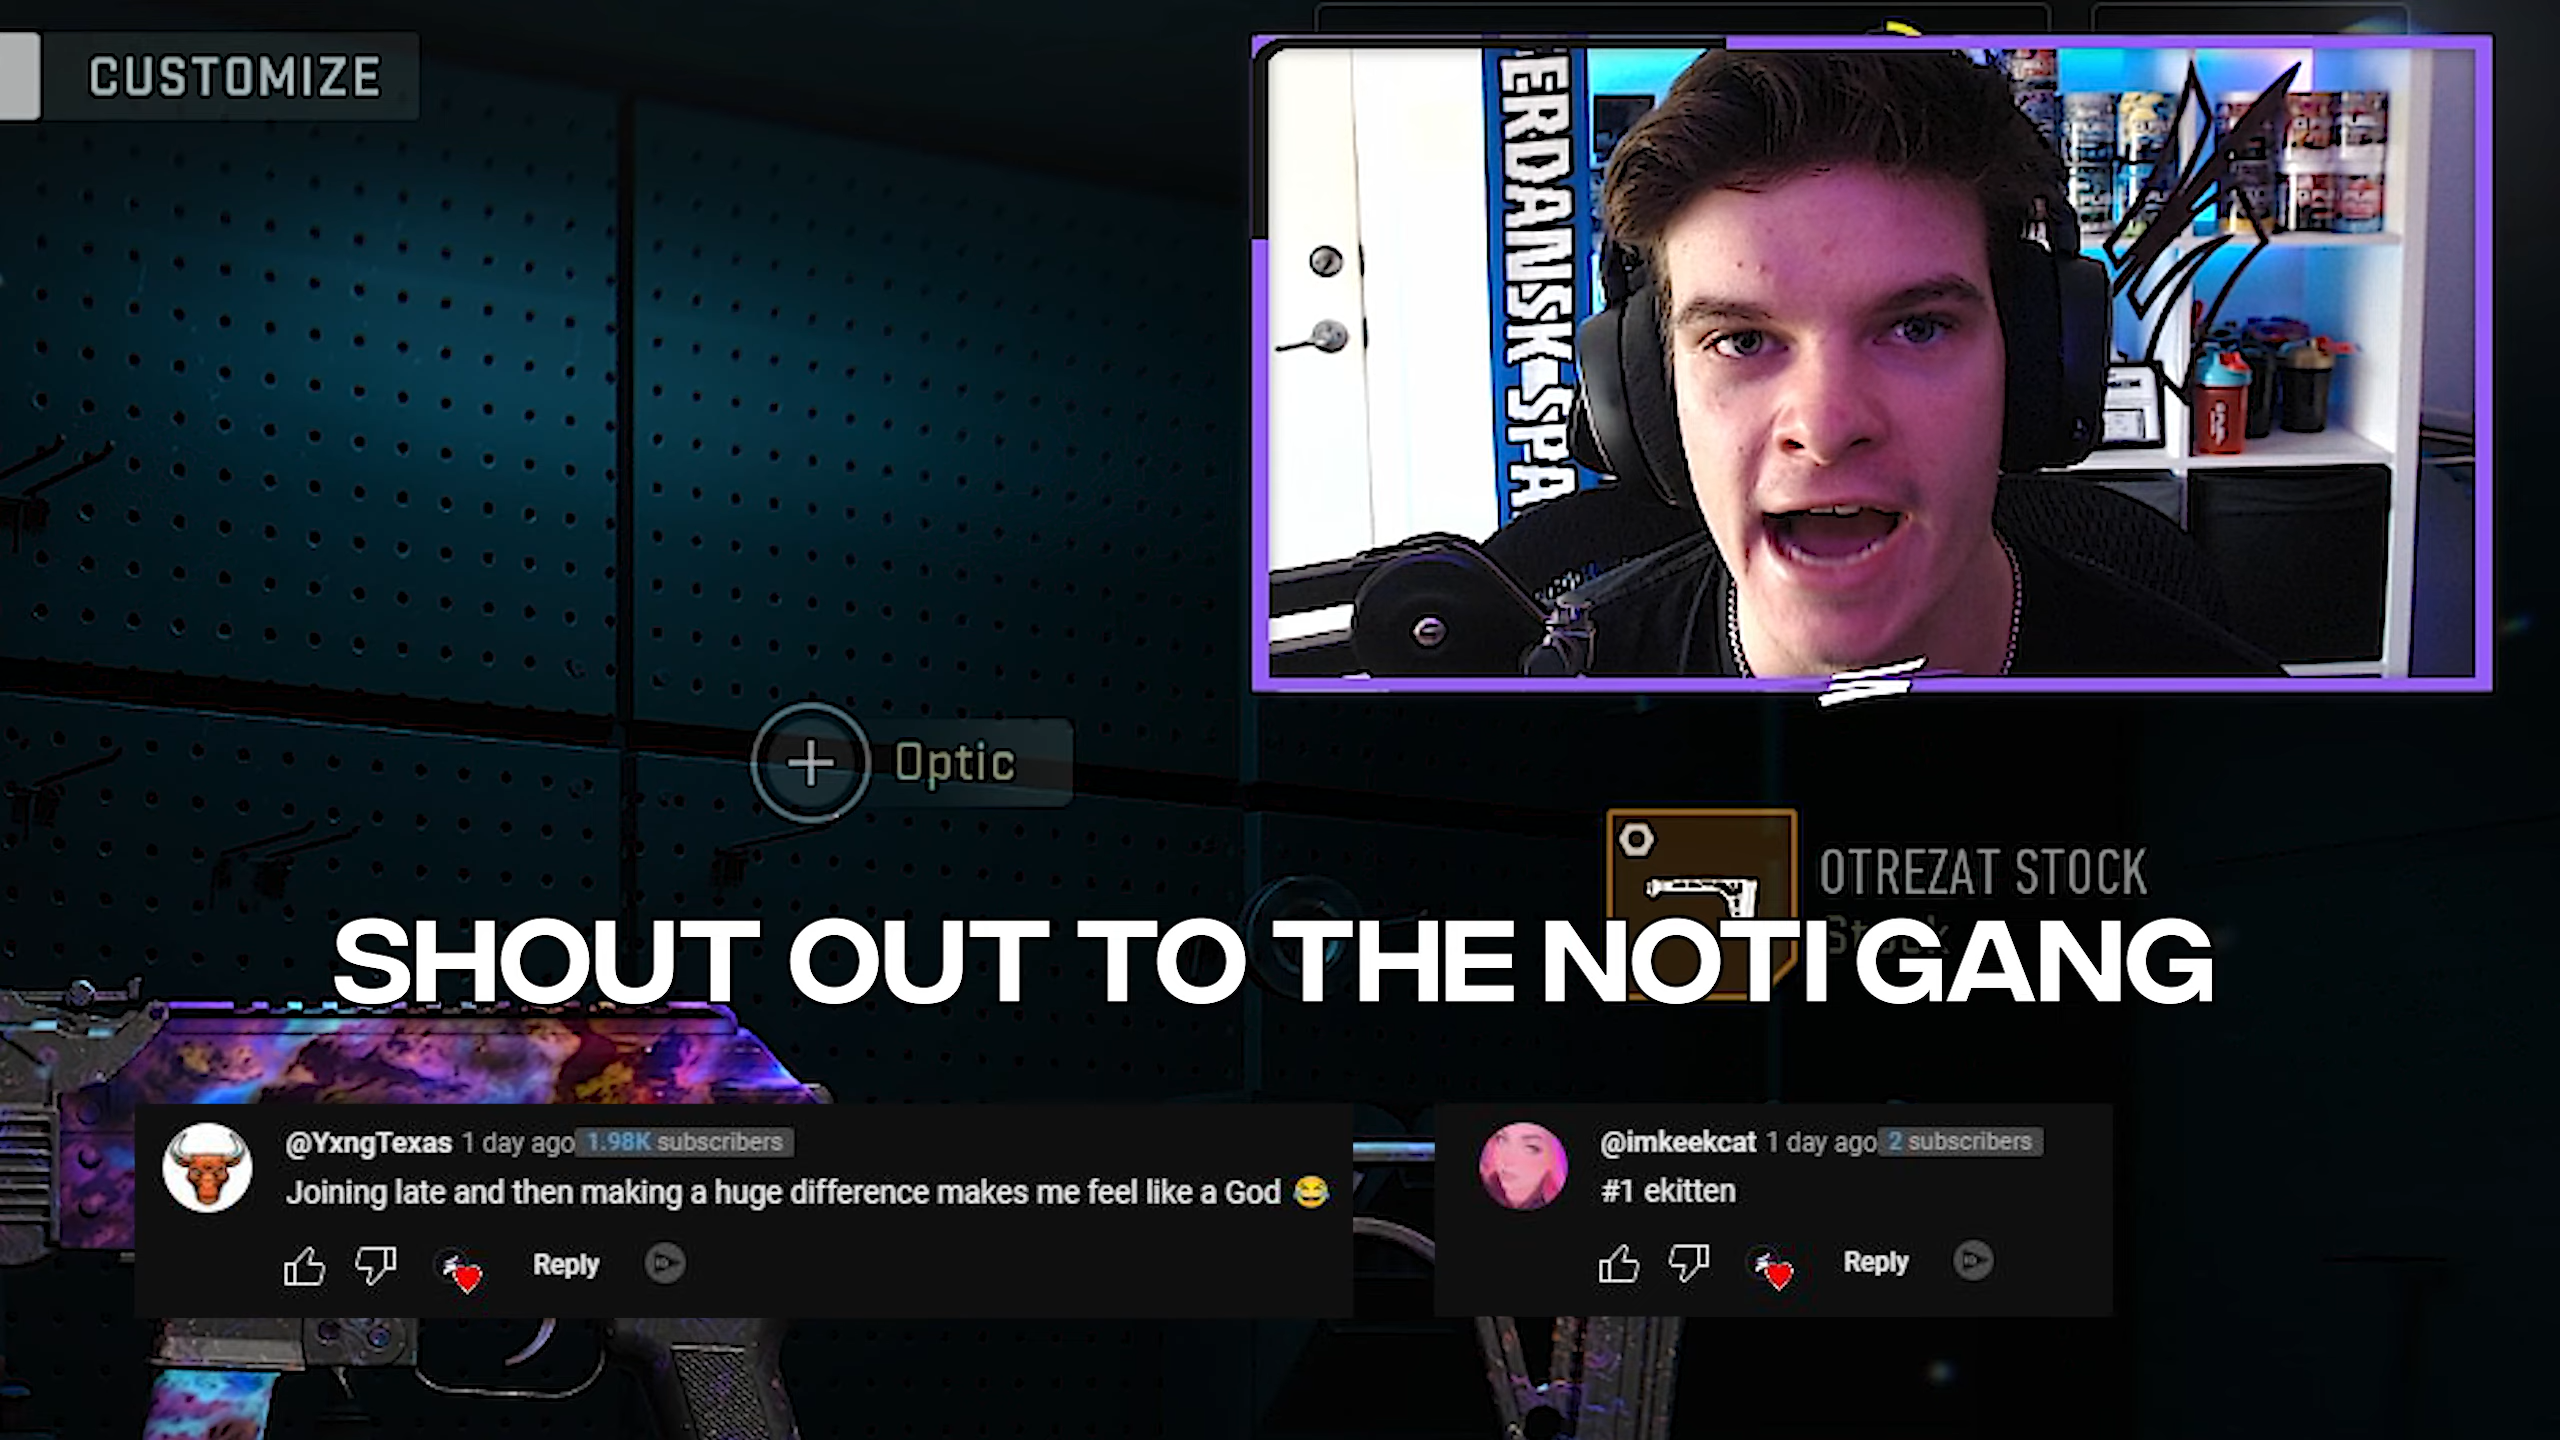 CUSTOMIZE
ERDANSK SPA
Optic
OTREZAT STOCK
Stock
SHOUT OUT TO THE NOTI GANG
@YxngTexas 1 day ago 1.98K subscribers
Joining late and then making a huge difference makes me feel like a God 😂
Reply
@imkeekcat 1 day ago 2 subscribers
#1 ekitten
Reply